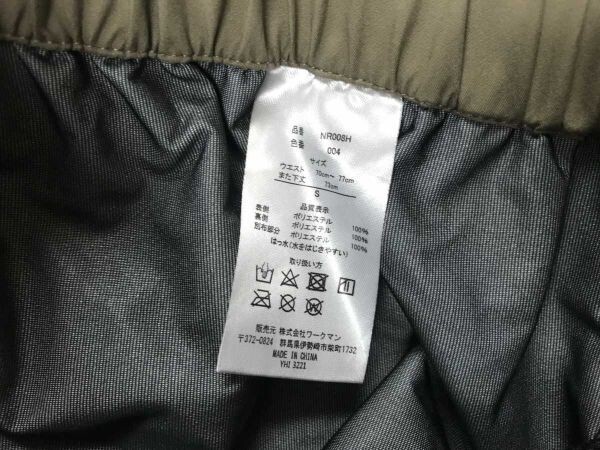 品番 NR008H
色番 004
サイズ
ウエスト 70cm～ 77cm
また下丈 73cm
S
品質表示
表側 ポリエステル 100%
裏側 ポリエステル 100%
別布部分 ポリエステル 100%
はっ水(水をはじきやすい)
取り扱い方
販売元 株式会社ワークマン
〒372-0824 群馬県伊勢崎市柴町1732
MADE IN CHINA
YHI 3221